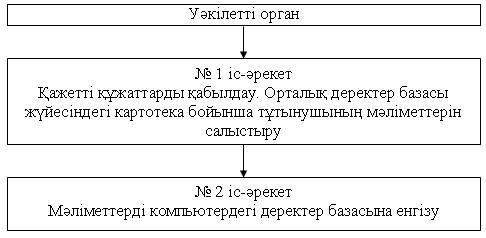 Уәкілетті орган
№ 1 іс-әрекет
Қажетті құжаттарды қабылдау. Орталық деректер базасы
жүйесіндегі картотека бойынша тұтынушының мәліметтерін
салыстыру
№ 2 іс-әрекет
Мәліметтерді компьютердегі деректер базасына енгізу